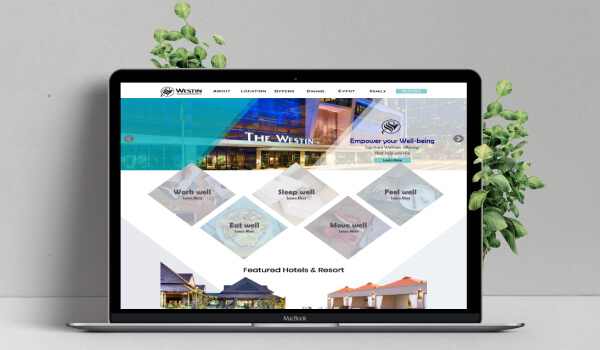 WESTIN
ABOUT LOCATION OFFERS DINING EVENT FAMILY
THE WESTIN
Empower your Well-being
Learn More
Work well
Learn More
Sleep well
Learn More
Feel well
Learn More
Eat well
Learn More
Move well
Learn More
Featured Hotels & Resort
MacBook